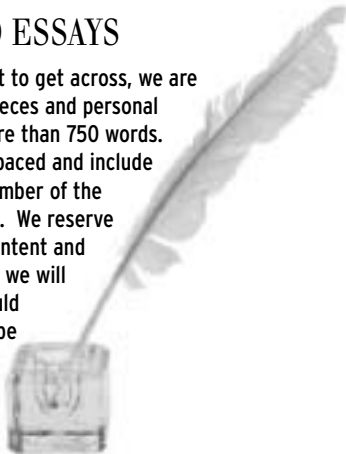 ESSAYS
t to get across, we are
eces and personal
re than 750 words.
paced and include
mber of the
. We reserve
ntent and
we will
uld
be